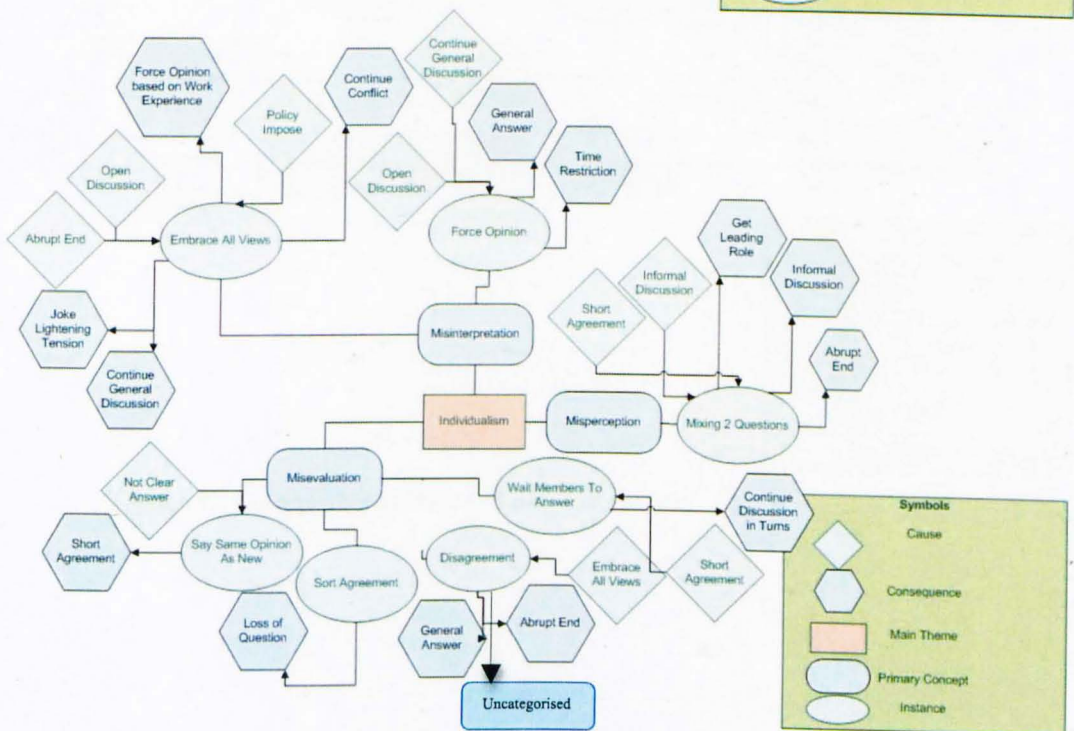 Force Opinion
based on Work
Experience
Policy
Impose
Continue
Conflict
Continue
General
Discussion
General
Answer
Time
Restriction
Open
Discussion
Abrupt End
Embrace All Views
Open
Discussion
Force Opinion
Joke
Lightening
Tension
Continue
General
Discussion
Misinterpretation
Short
Agreement
Informal
Discussion
Get
Leading
Role
Informal
Discussion
Abrupt
End
Individualism
Misperception
Mixing 2 Questions
Misevaluation
Not Clear
Answer
Short
Agreement
Say Same Opinion
As New
Sort Agreement
Loss of
Question
Wait Members To
Answer
Continue
Discussion
in Turns
Disagreement
Embrace
All Views
Short
Agreement
General
Answer
Abrupt End
Uncategorised
Symbols
Cause
Consequence
Main Theme
Primary Concept
Instance